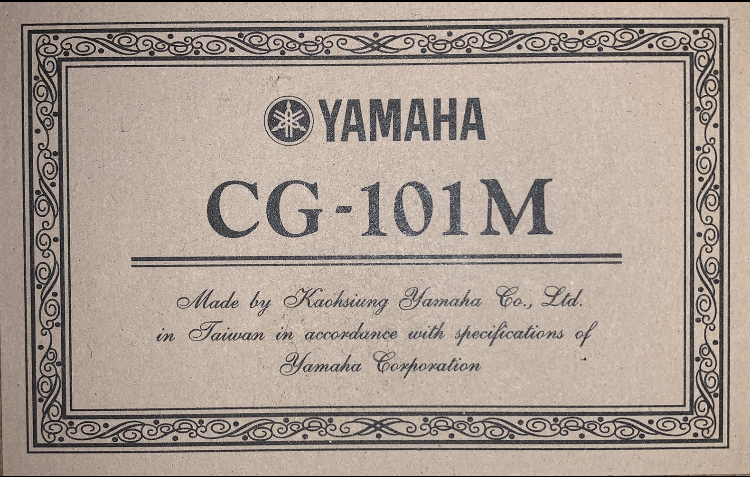 YAMAHA
CG-101M
Made by Kaohsiung Yamaha Co., Ltd.
in Taiwan in accordance with specifications of
Yamaha Corporation